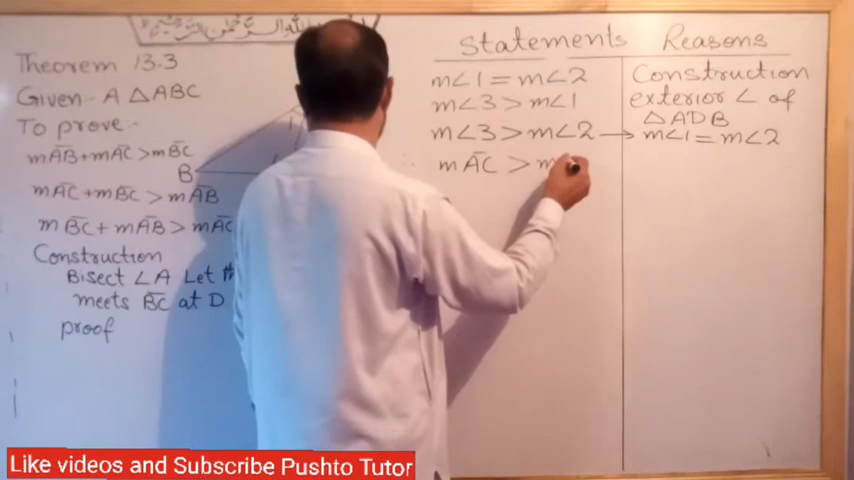 Theorem 13.3
Given:- A △ABC
To prove:-
mAB̅+mAC̅>mBC̅
B
1
mAC̅+mBC̅>mAB̅
mBC̅+mAB̅>mAC̅
Construction
Bisect ∠A Let
meets BC̅ at D
proof
Statements Reasons
m∠1=m∠2 Construction
m∠3>m∠1 exterior ∠ of
△ADB
m∠3>m∠2→m∠1=m∠2
mAC̅>m
Like videos and Subscribe Pushto Tutor